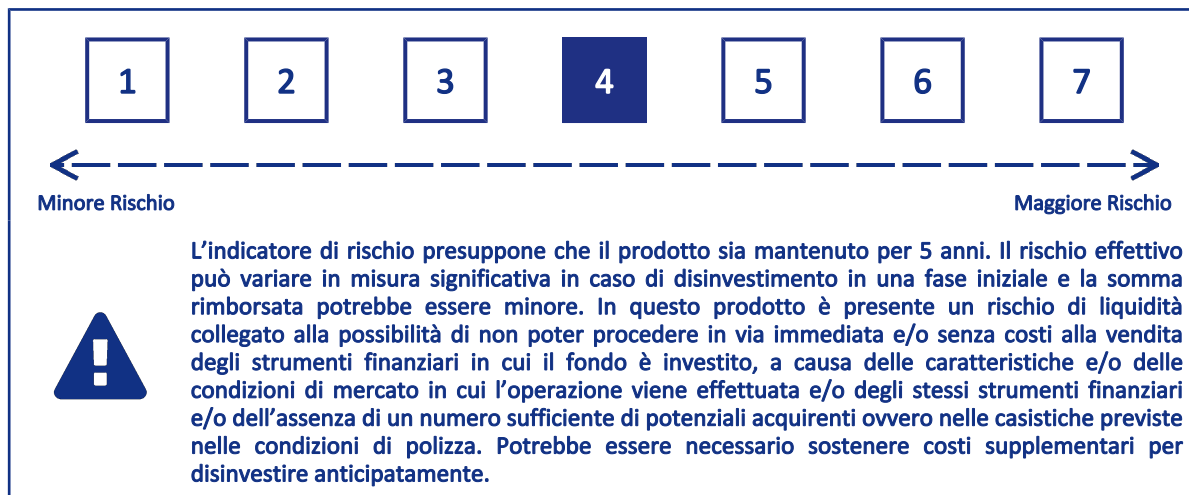 1 2 3 4 5 6 7
Minore Rischio Maggiore Rischio
L’indicatore di rischio presuppone che il prodotto sia mantenuto per 5 anni. Il rischio effettivo
può variare in misura significativa in caso di disinvestimento in una fase iniziale e la somma
rimborsata potrebbe essere minore. In questo prodotto è presente un rischio di liquidità
collegato alla possibilità di non poter procedere in via immediata e/o senza costi alla vendita
degli strumenti finanziari in cui il fondo è investito, a causa delle caratteristiche e/o delle
condizioni di mercato in cui l’operazione viene effettuata e/o degli stessi strumenti finanziari
e/o dell’assenza di un numero sufficiente di potenziali acquirenti ovvero nelle casistiche previste
nelle condizioni di polizza. Potrebbe essere necessario sostenere costi supplementari per
disinvestire anticipatamente.